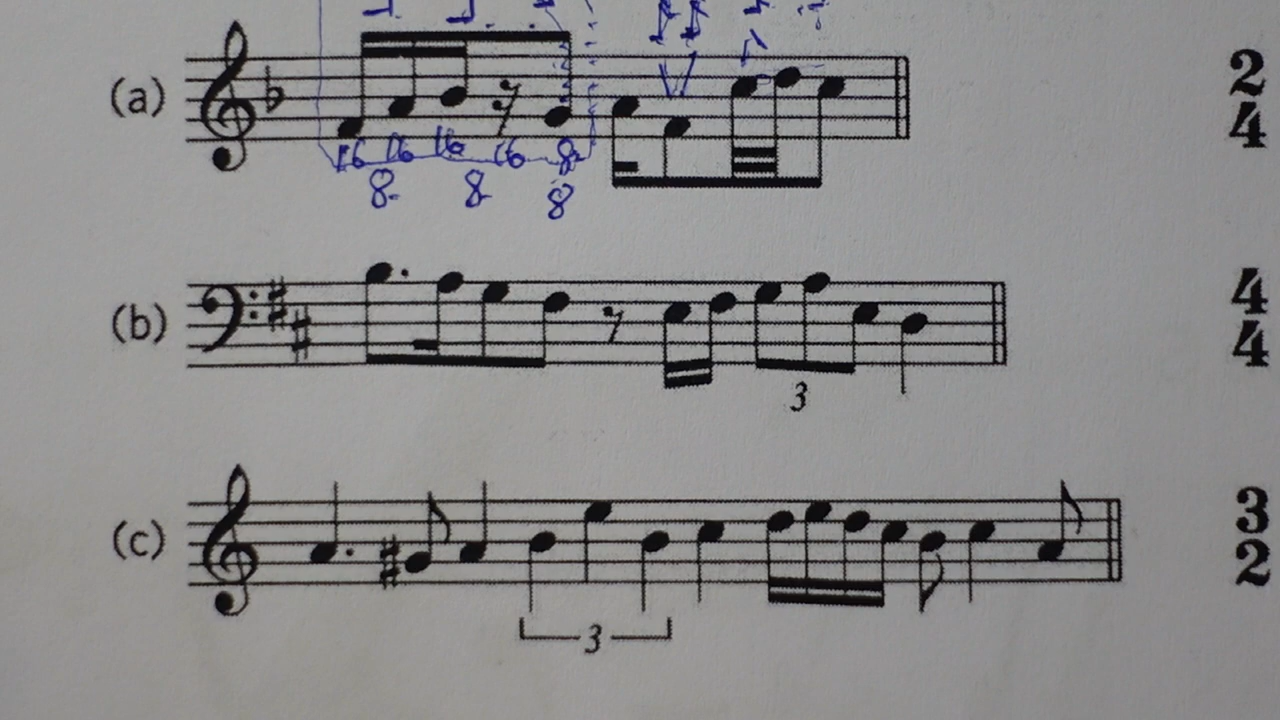 (a) 2
4
16 16 16 16 8
8 8 8
(b) 4
4
3
(c) 3
2
3